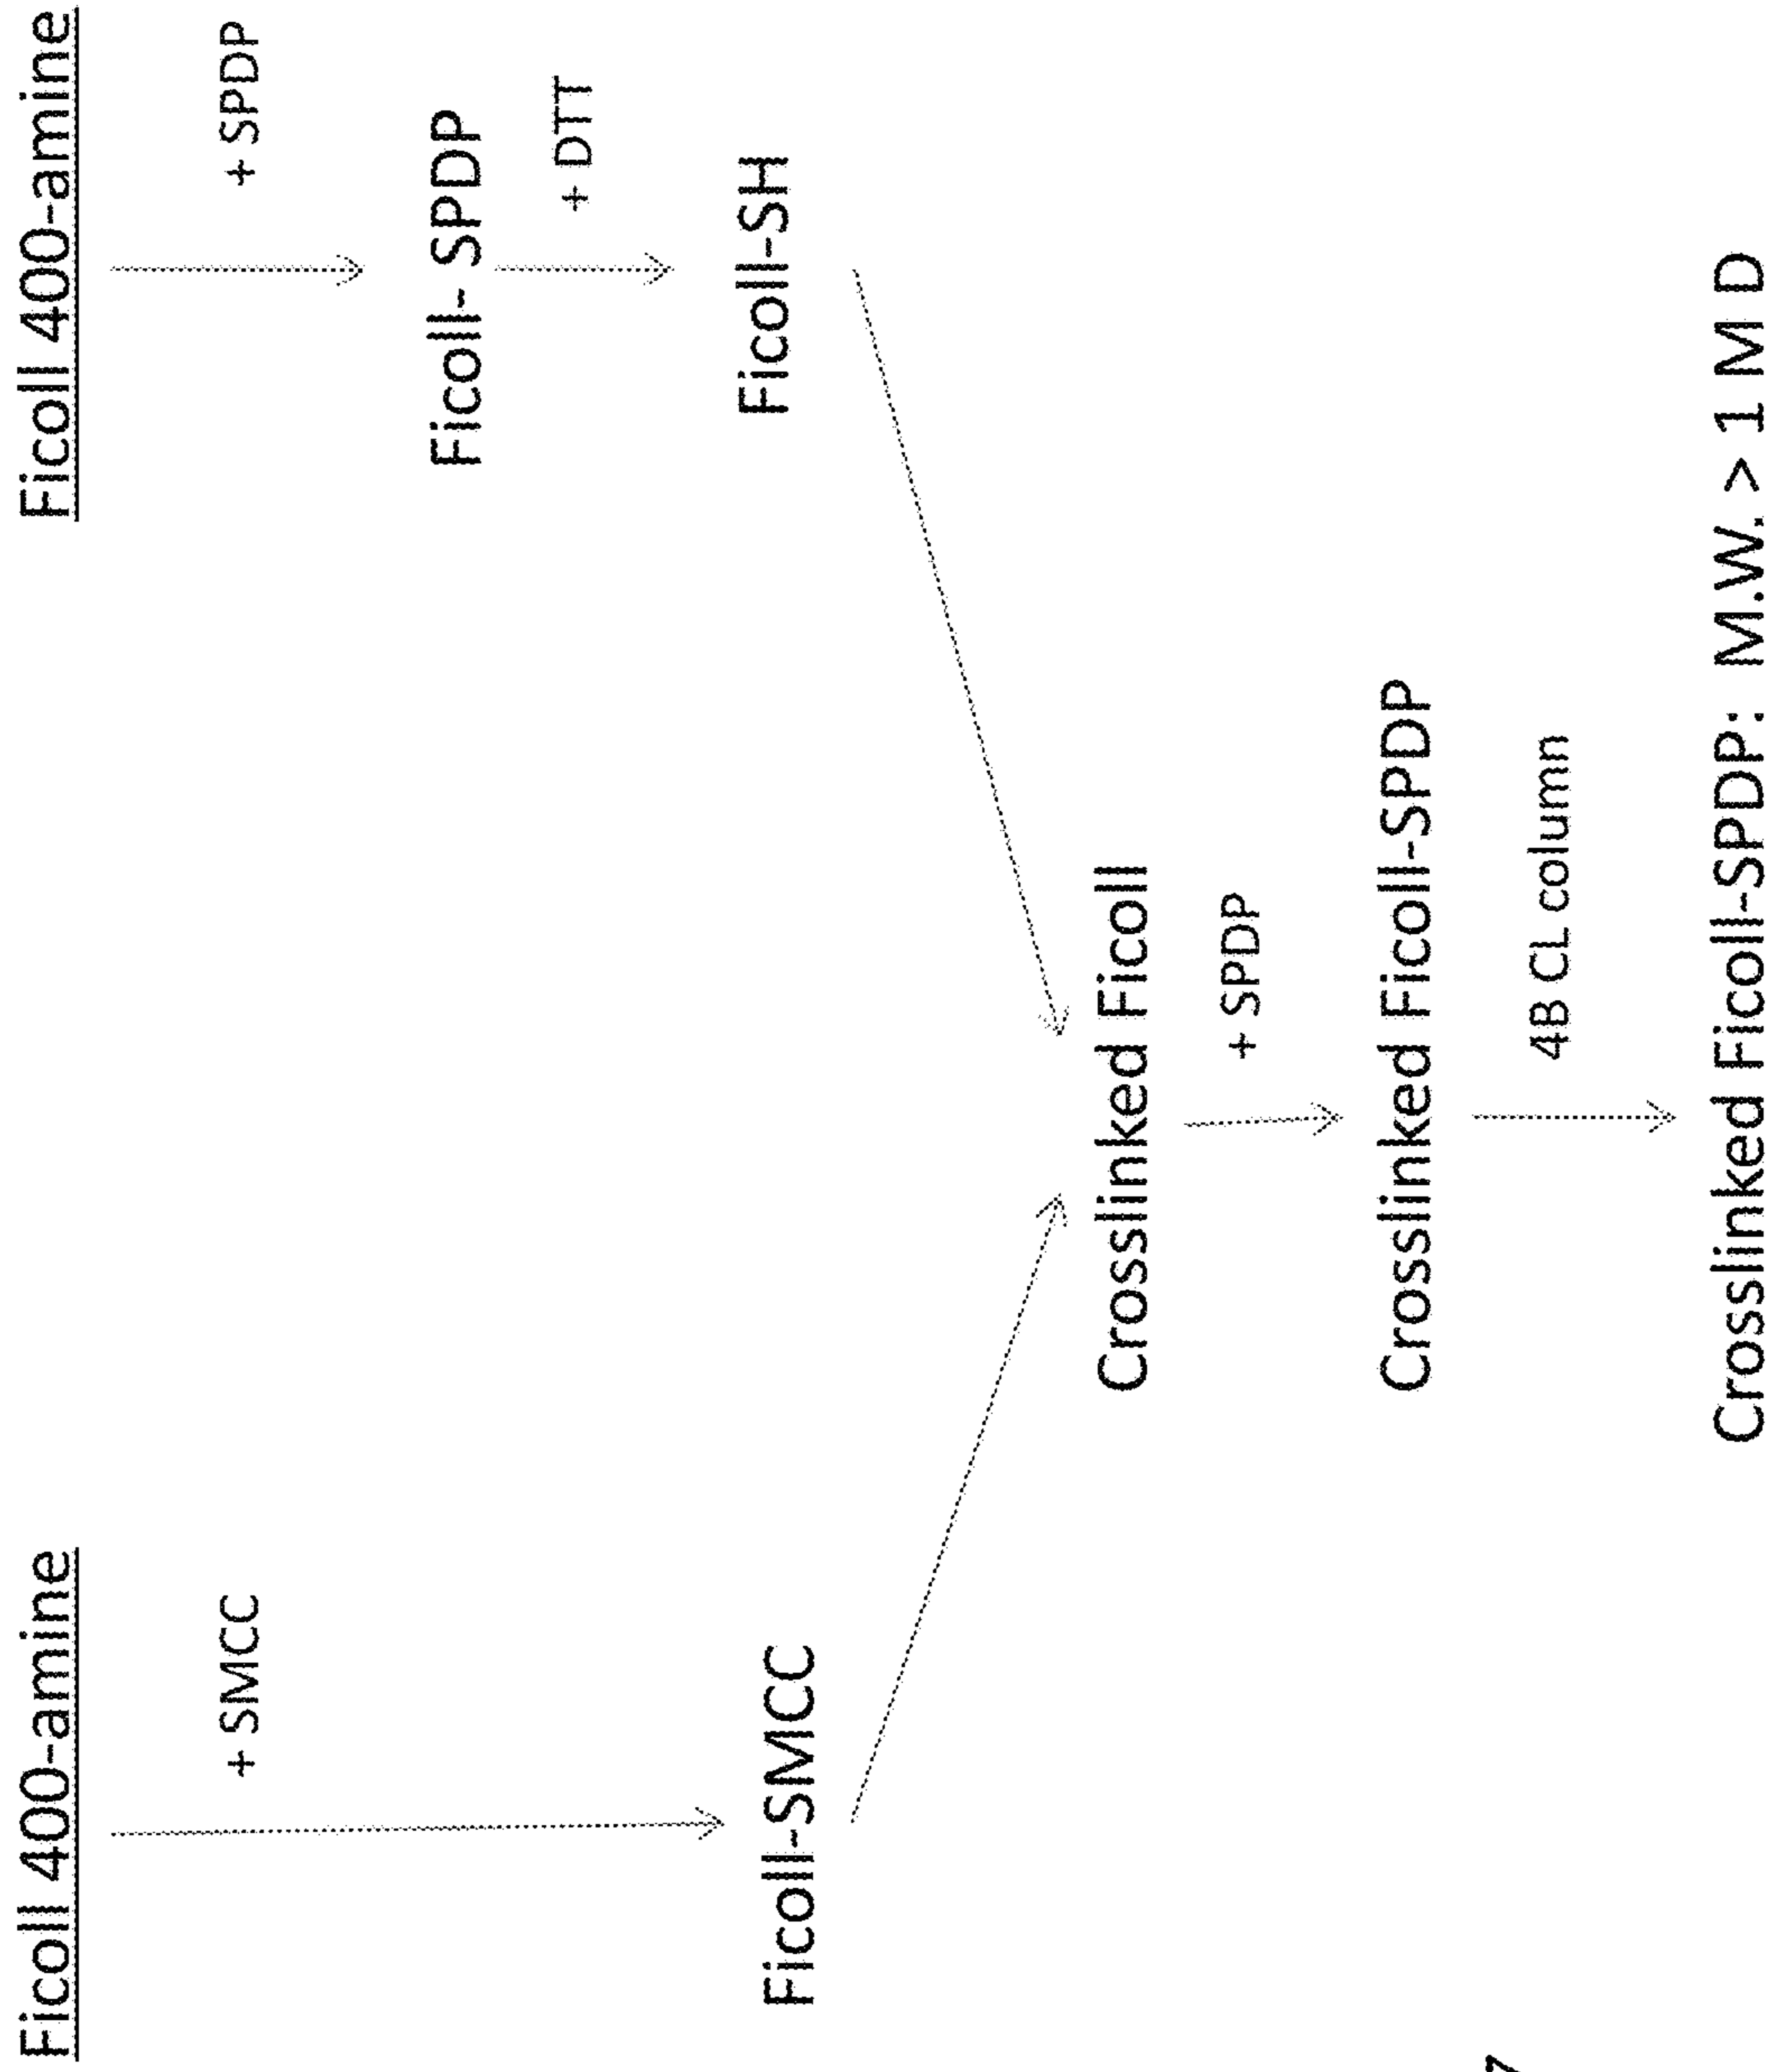 Ficoll 400-amine
Ficoll 400-amine
+ SMCC
+ SPDP
Ficoll- SPDP
+ DTT
Ficoll-SMCC
Ficoll-SH
Crosslinked Ficoll
+ SPDP
Crosslinked Ficoll-SPDP
4B CL column
Crosslinked Ficoll-SPDP: M.W. > 1 M D